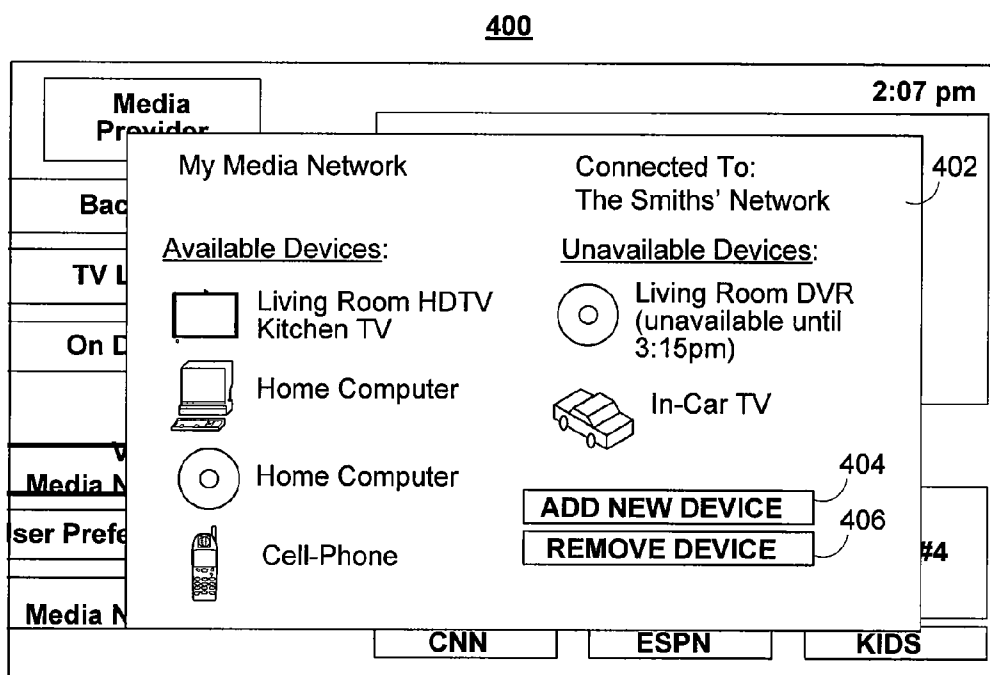 400
2:07 pm
Media
Provider
My Media Network
Connected To:
The Smiths' Network
402
Bac
Available Devices:
Unavailable Devices:
TV L
Living Room HDTV
Kitchen TV
Living Room DVR
(unavailable until
3:15pm)
On D
Home Computer
In-Car TV
V
Media N
Home Computer
404
ADD NEW DEVICE
406
ser Prefe
REMOVE DEVICE
#4
Cell-Phone
Media N
CNN
ESPN
KIDS